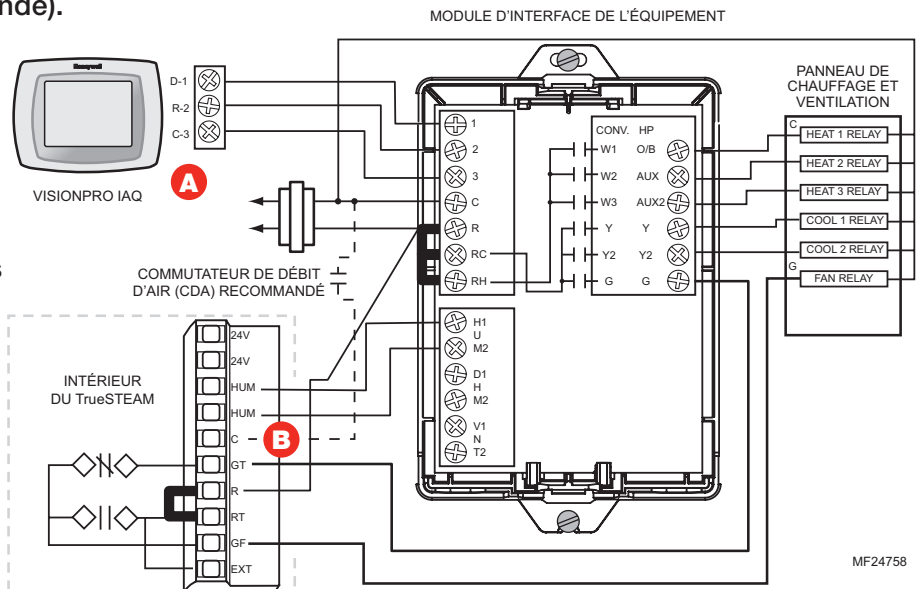 ndé).
MODULE D'INTERFACE DE L'ÉQUIPEMENT
Honeywell
VISIONPRO IAQ
D-1
R-2
C-3
A
1
2
3
C
R
RC
RH
H1
U
M2
D1
H
M2
V1
N
T2
CONV. HP
W1 O/B
W2 AUX
W3 AUX2
Y Y
Y2 Y2
G G
PANNEAU DE
CHAUFFAGE ET
VENTILATION
C
HEAT 1 RELAY
HEAT 2 RELAY
HEAT 3 RELAY
COOL 1 RELAY
COOL 2 RELAY
G
FAN RELAY
s
COMMUTATEUR DE DÉBIT
D'AIR (CDA) RECOMMANDÉ
INTÉRIEUR
DU TrueSTEAM
24V
24V
HUM
HUM
C
B
GT
R
RT
GF
EXT
MF24758